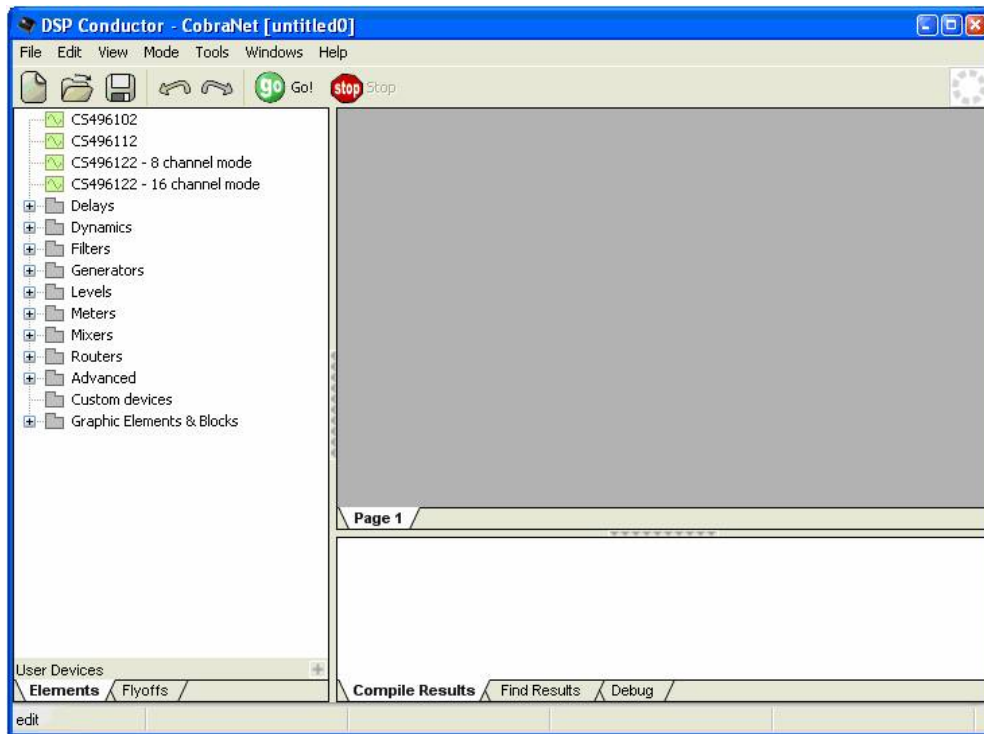 DSP Conductor - CobraNet [untitled0]
File Edit View Mode Tools Windows Help
go Go! stop Stop
CS496102
CS496112
CS496122 - 8 channel mode
CS496122 - 16 channel mode
Delays
Dynamics
Filters
Generators
Levels
Meters
Mixers
Routers
Advanced
Custom devices
Graphic Elements & Blocks
Page 1
User Devices
Elements Flyoffs
Compile Results Find Results Debug
edit